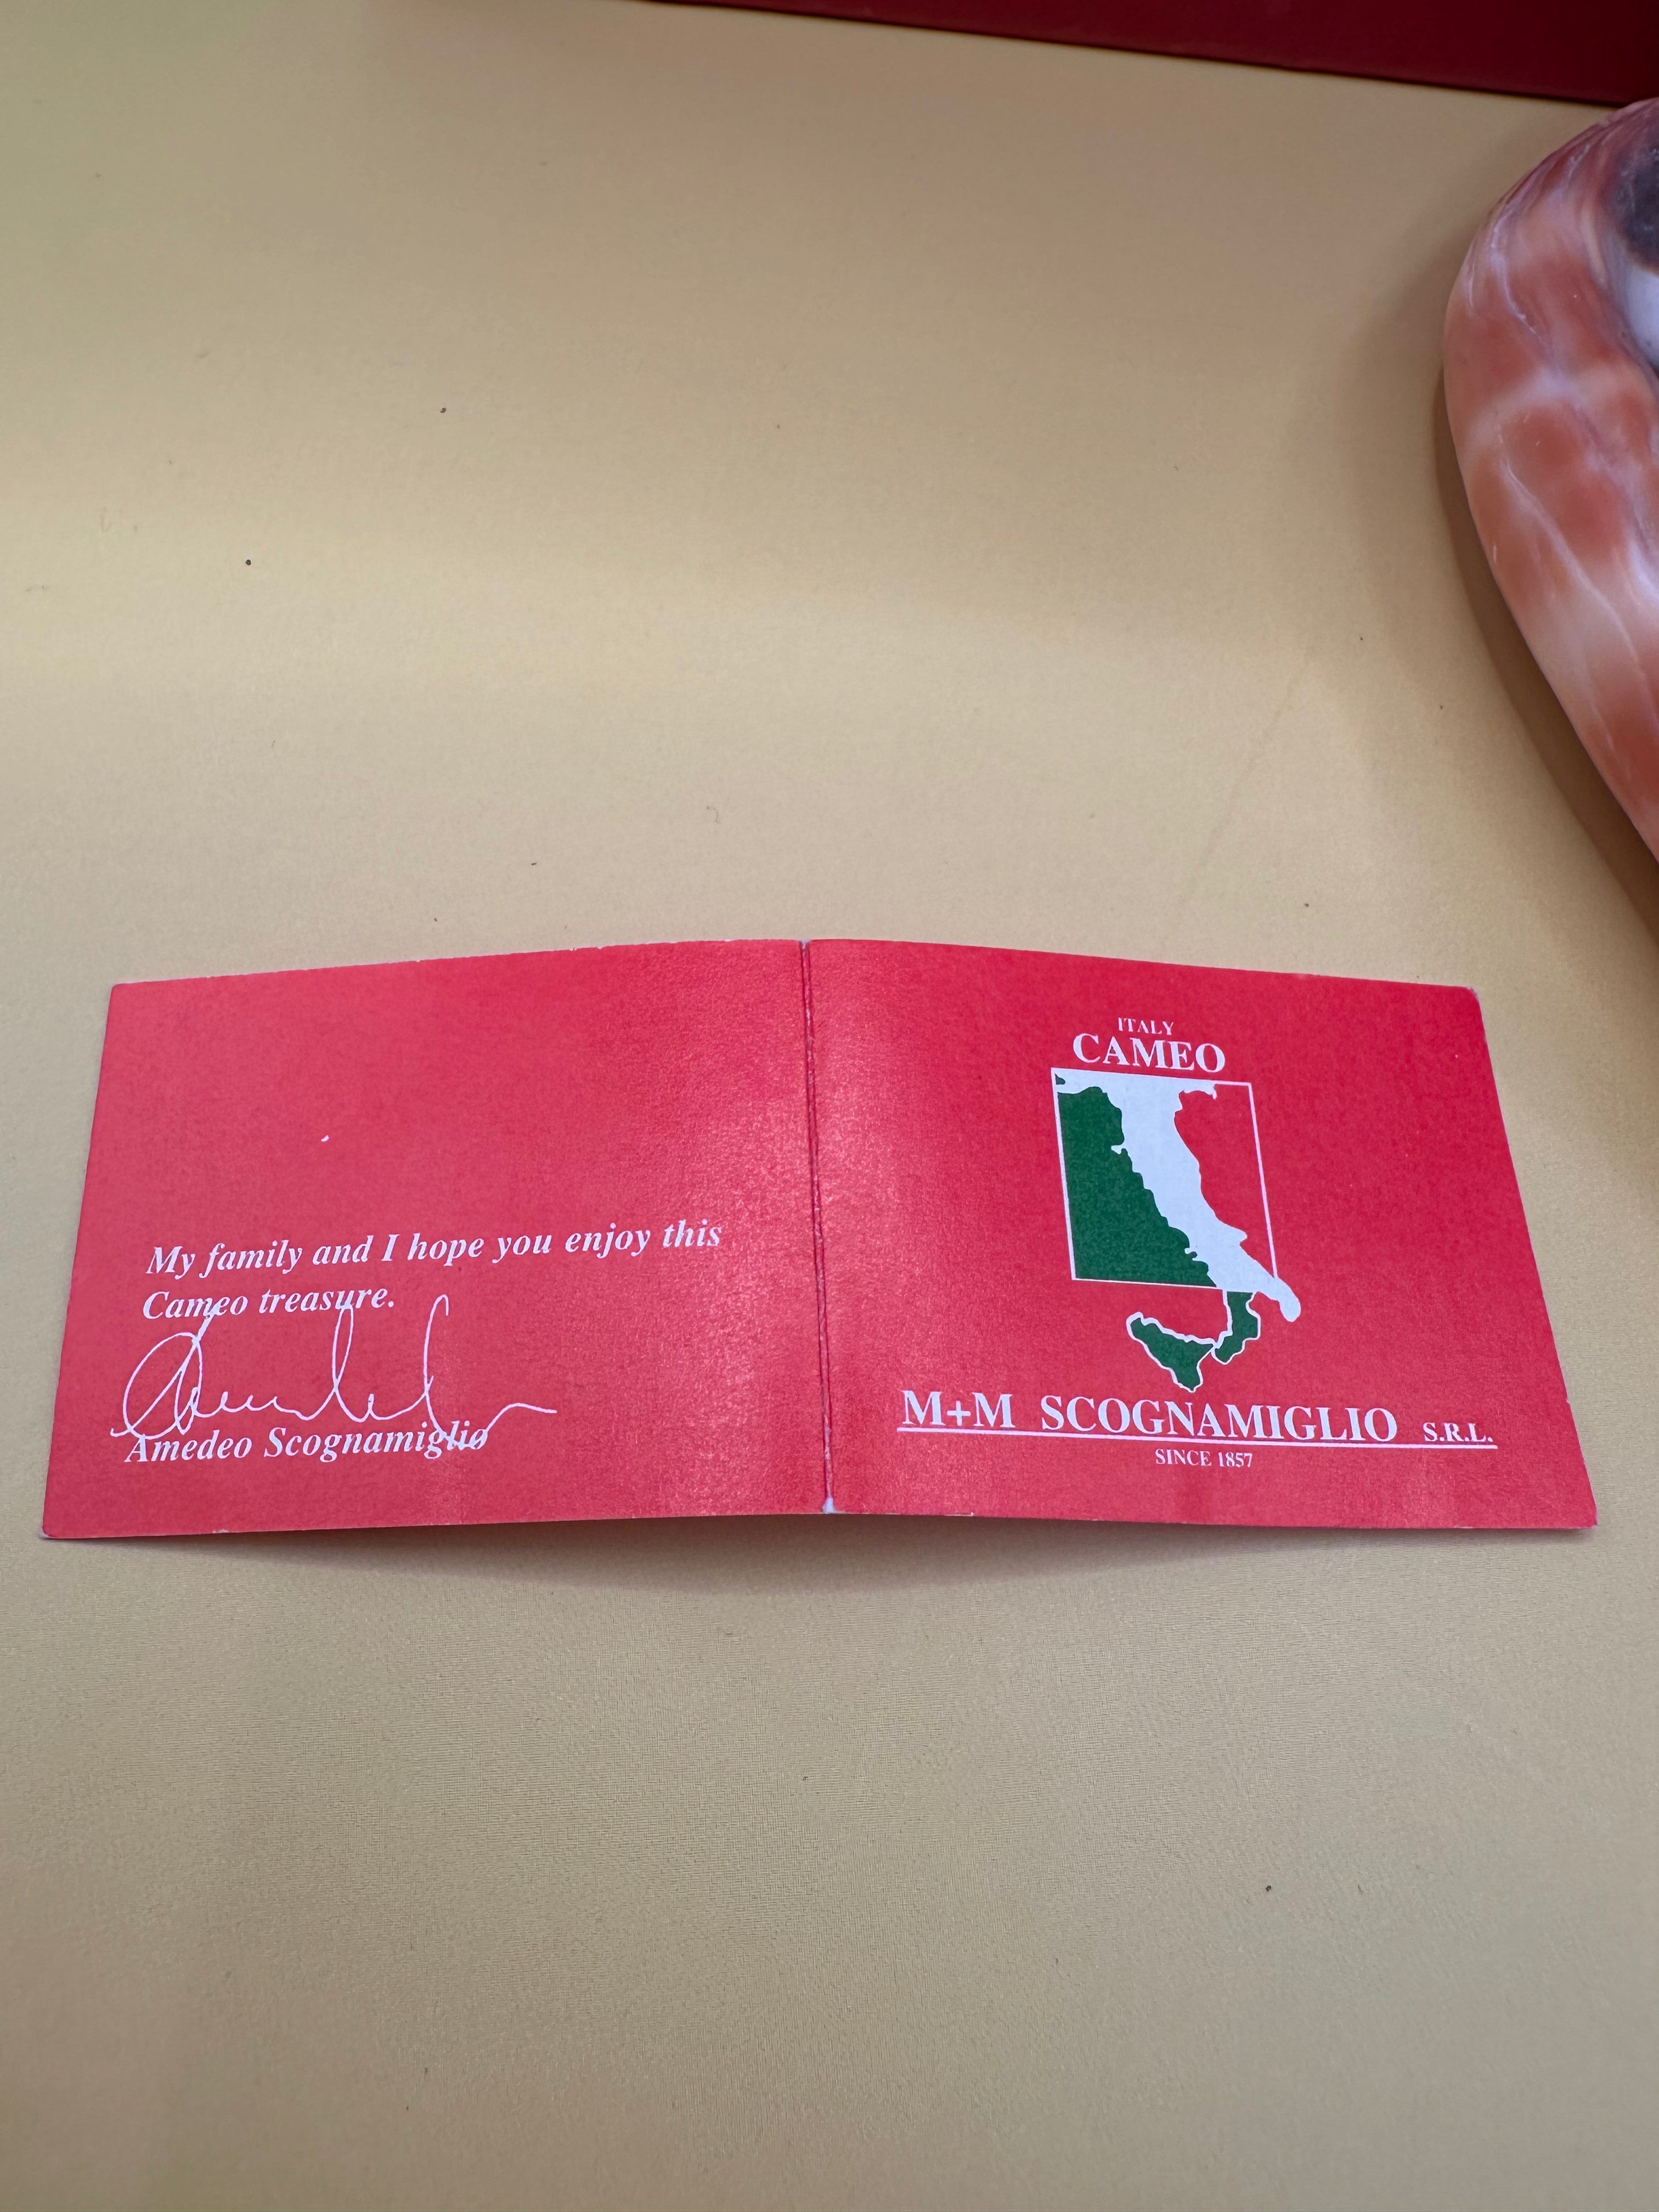 My family and I hope you enjoy this
Cameo treasure.
Amedeo Scognamiglio
ITALY
CAMEO
M+M SCOGNAMIGLIO S.R.L.
SINCE 1857